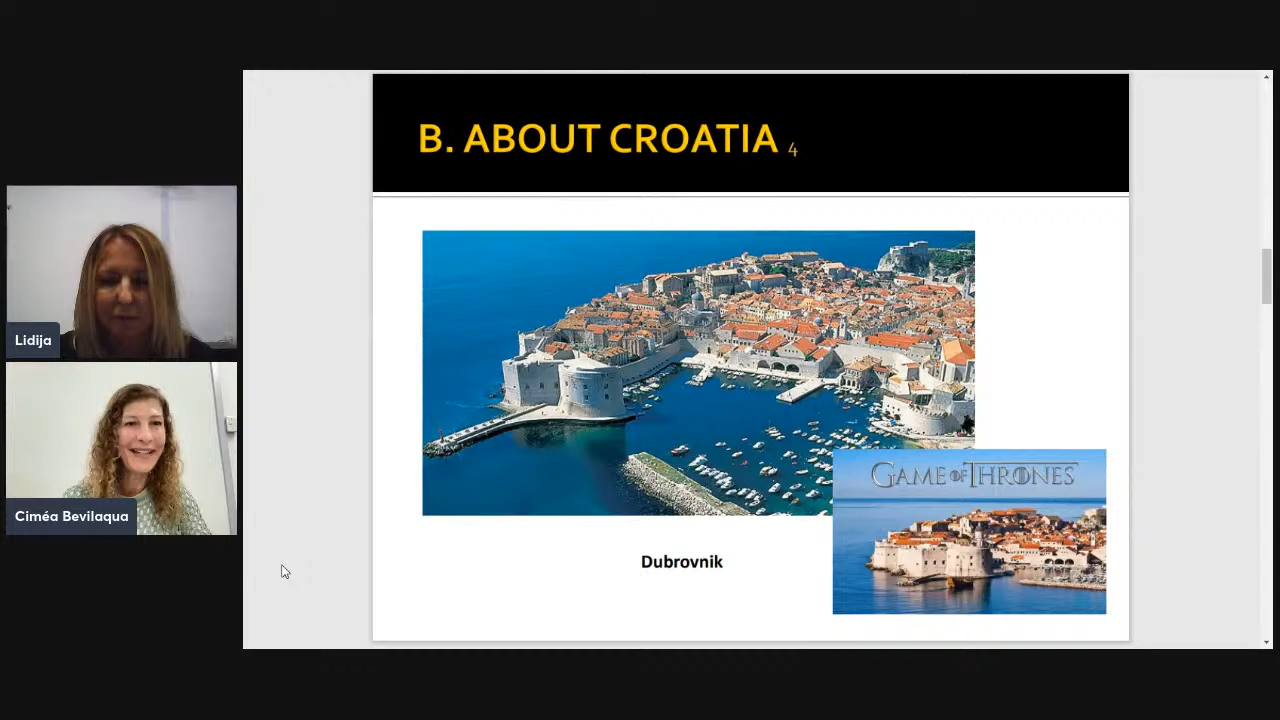 B. ABOUT CROATIA 4
Lidija
Ciméa Bevilaqua
GAME OF THRONES
Dubrovnik